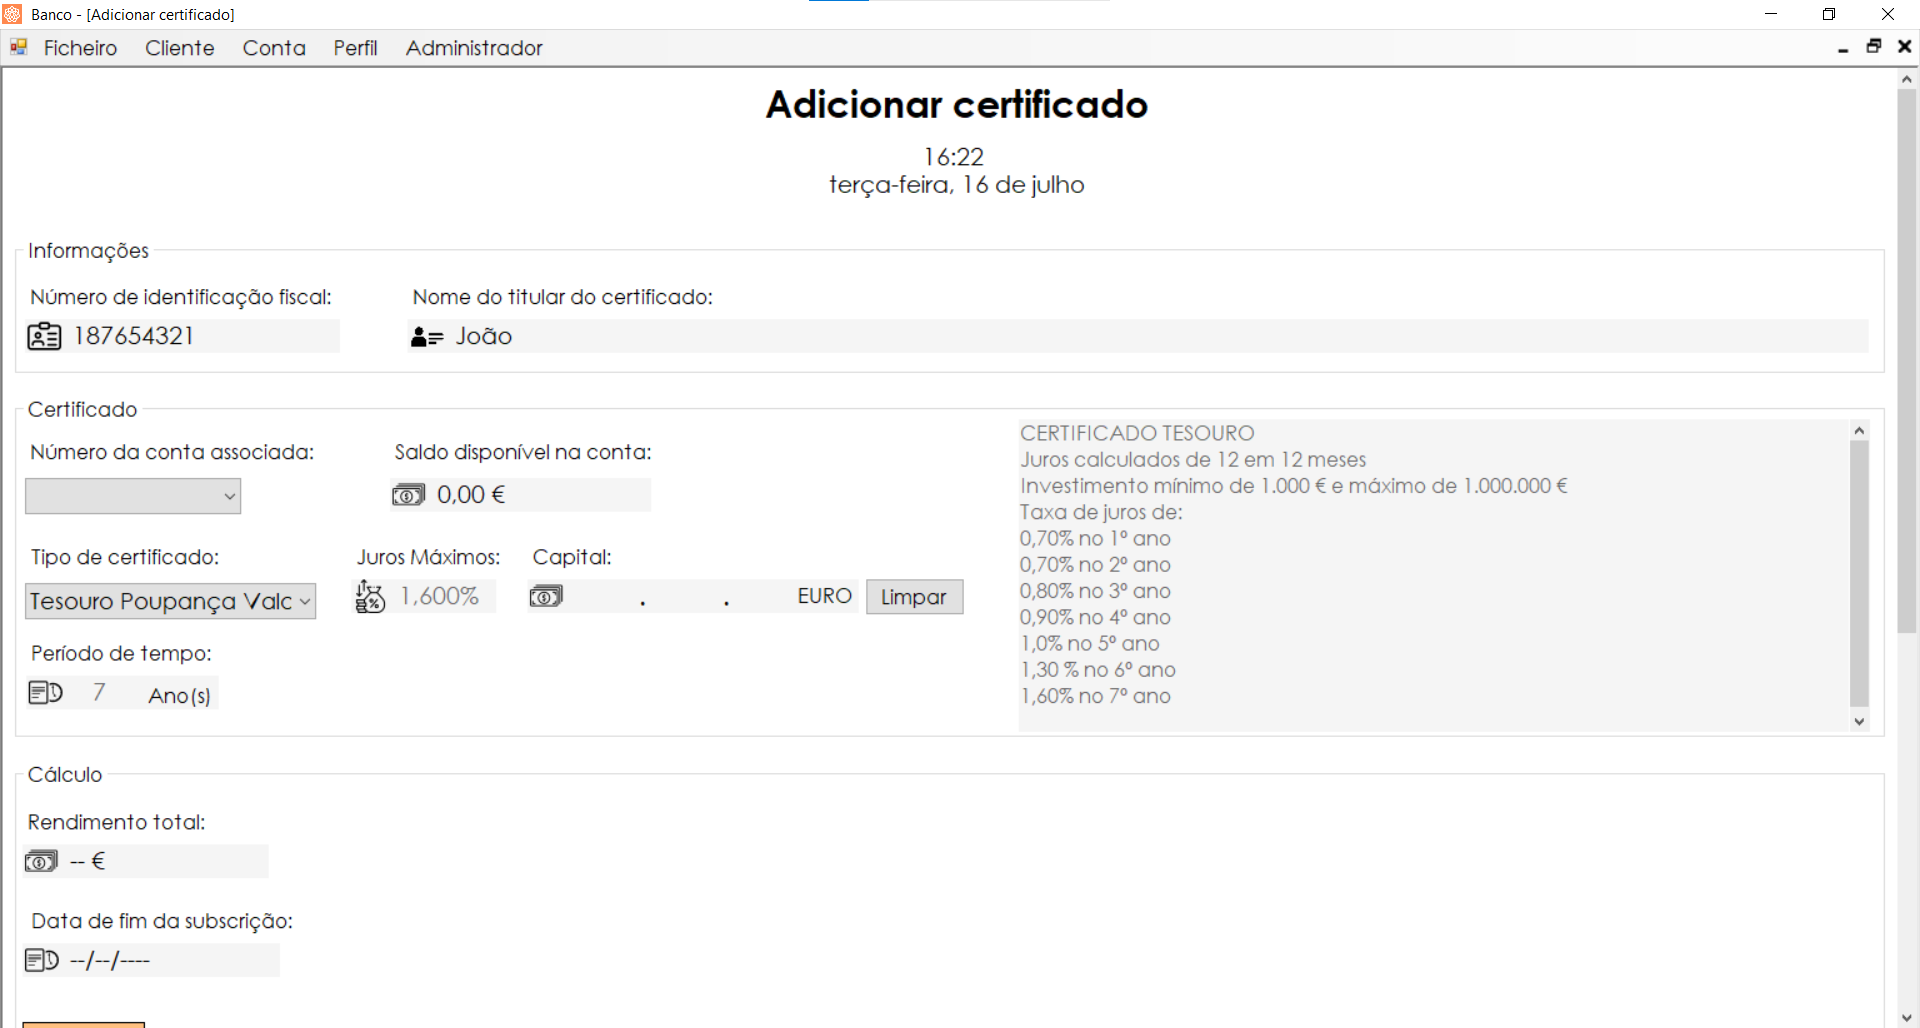 Banco - [Adicionar certificado]
Ficheiro Cliente Conta Perfil Administrador
Adicionar certificado
16:22
terça-feira, 16 de julho
Informações
Número de identificação fiscal:
187654321
Nome do titular do certificado:
João
Certificado
Número da conta associada:
Saldo disponível na conta:
0,00 €
Tipo de certificado:
Tesouro Poupança Valc
Juros Máximos:
1,600%
Capital:
. . EURO
Limpar
Período de tempo:
7 Ano(s)
CERTIFICADO TESOURO
Juros calculados de 12 em 12 meses
Investimento mínimo de 1.000 € e máximo de 1.000.000 €
Taxa de juros de:
0,70% no 1º ano
0,70% no 2º ano
0,80% no 3º ano
0,90% no 4º ano
1,0% no 5º ano
1,30 % no 6º ano
1,60% no 7º ano
Cálculo
Rendimento total:
-- €
Data de fim da subscrição:
--/--/----